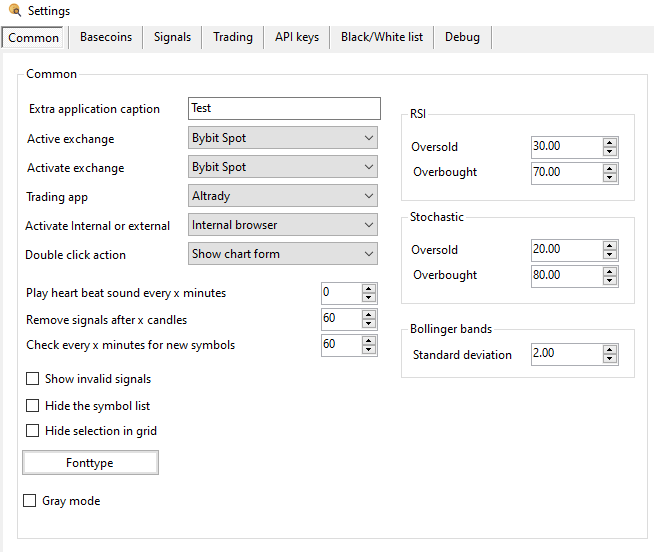 Settings
Common Basecoins Signals Trading API keys Black/White list Debug
Common
Extra application caption Test
Active exchange Bybit Spot
Activate exchange Bybit Spot
Trading app Altrady
Activate Internal or external Internal browser
Double click action Show chart form
Play heart beat sound every x minutes 0
Remove signals after x candles 60
Check every x minutes for new symbols 60
Show invalid signals
Hide the symbol list
Hide selection in grid
Fonttype
Gray mode
RSI
Oversold 30.00
Overbought 70.00
Stochastic
Oversold 20.00
Overbought 80.00
Bollinger bands
Standard deviation 2.00